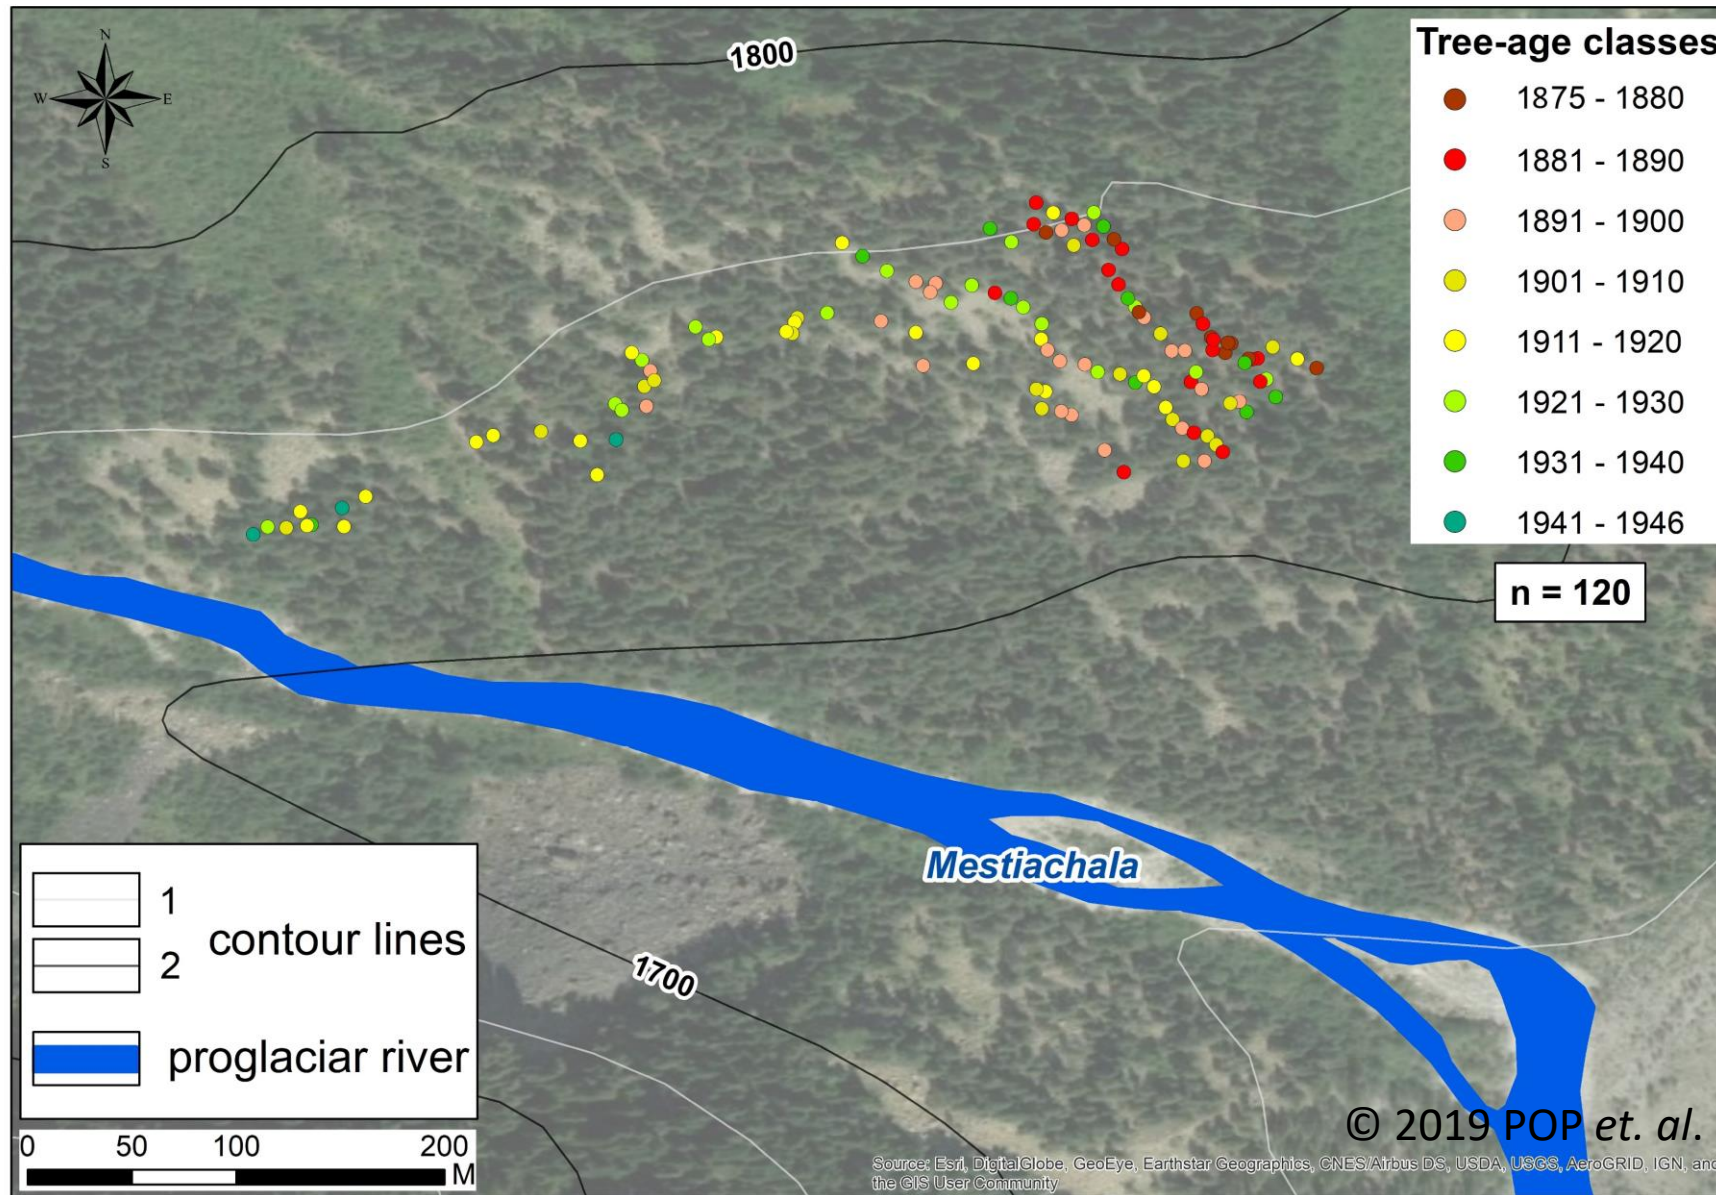 N
W E
S
1800
Tree-age classes
1875 - 1880
1881 - 1890
1891 - 1900
1901 - 1910
1911 - 1920
1921 - 1930
1931 - 1940
1941 - 1946
n = 120
Mestiachala
1700
1
contour lines
2
proglaciar river
0 50 100 200
M
© 2019 POP et. al.
Source: Esri, DigitalGlobe, GeoEye, Earthstar Geographics, CNES/Airbus DS, USDA, USGS, AeroGRID, IGN, and
the GIS User Community